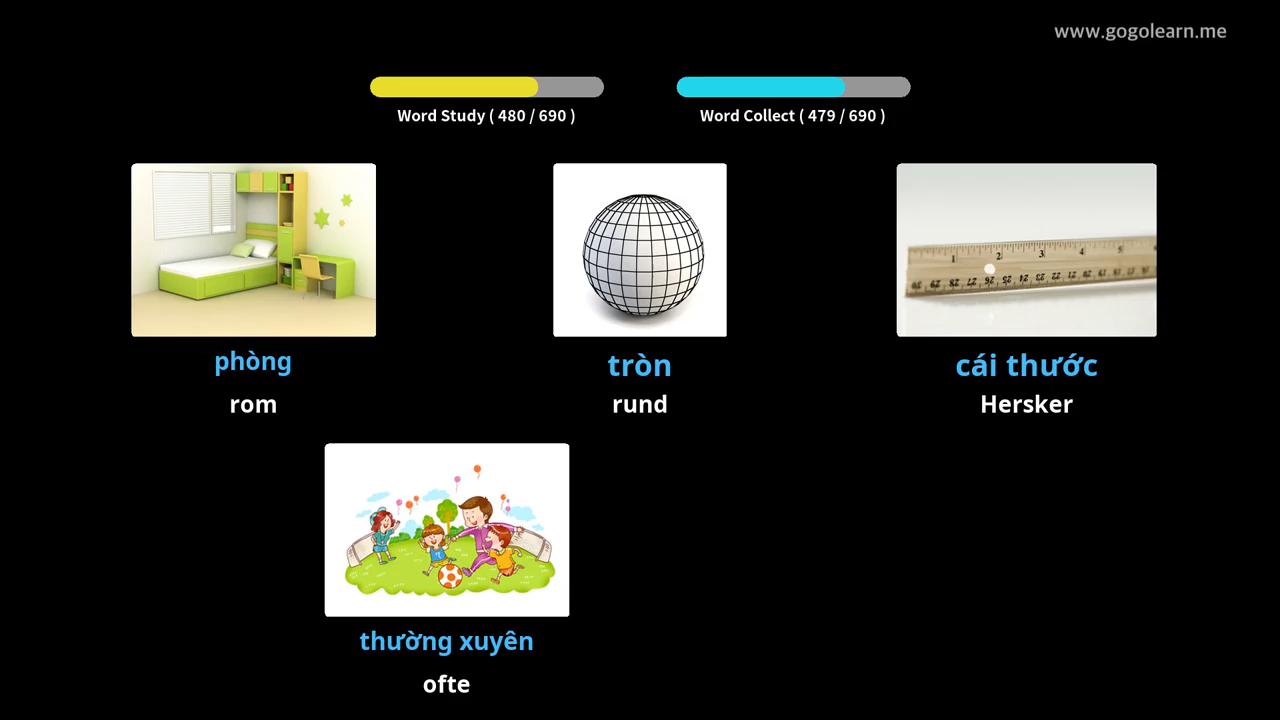 www.gogolearn.me
Word Study ( 480 / 690 )
Word Collect ( 479 / 690 )
phòng
rom
tròn
rund
cái thước
Hersker
thường xuyên
ofte